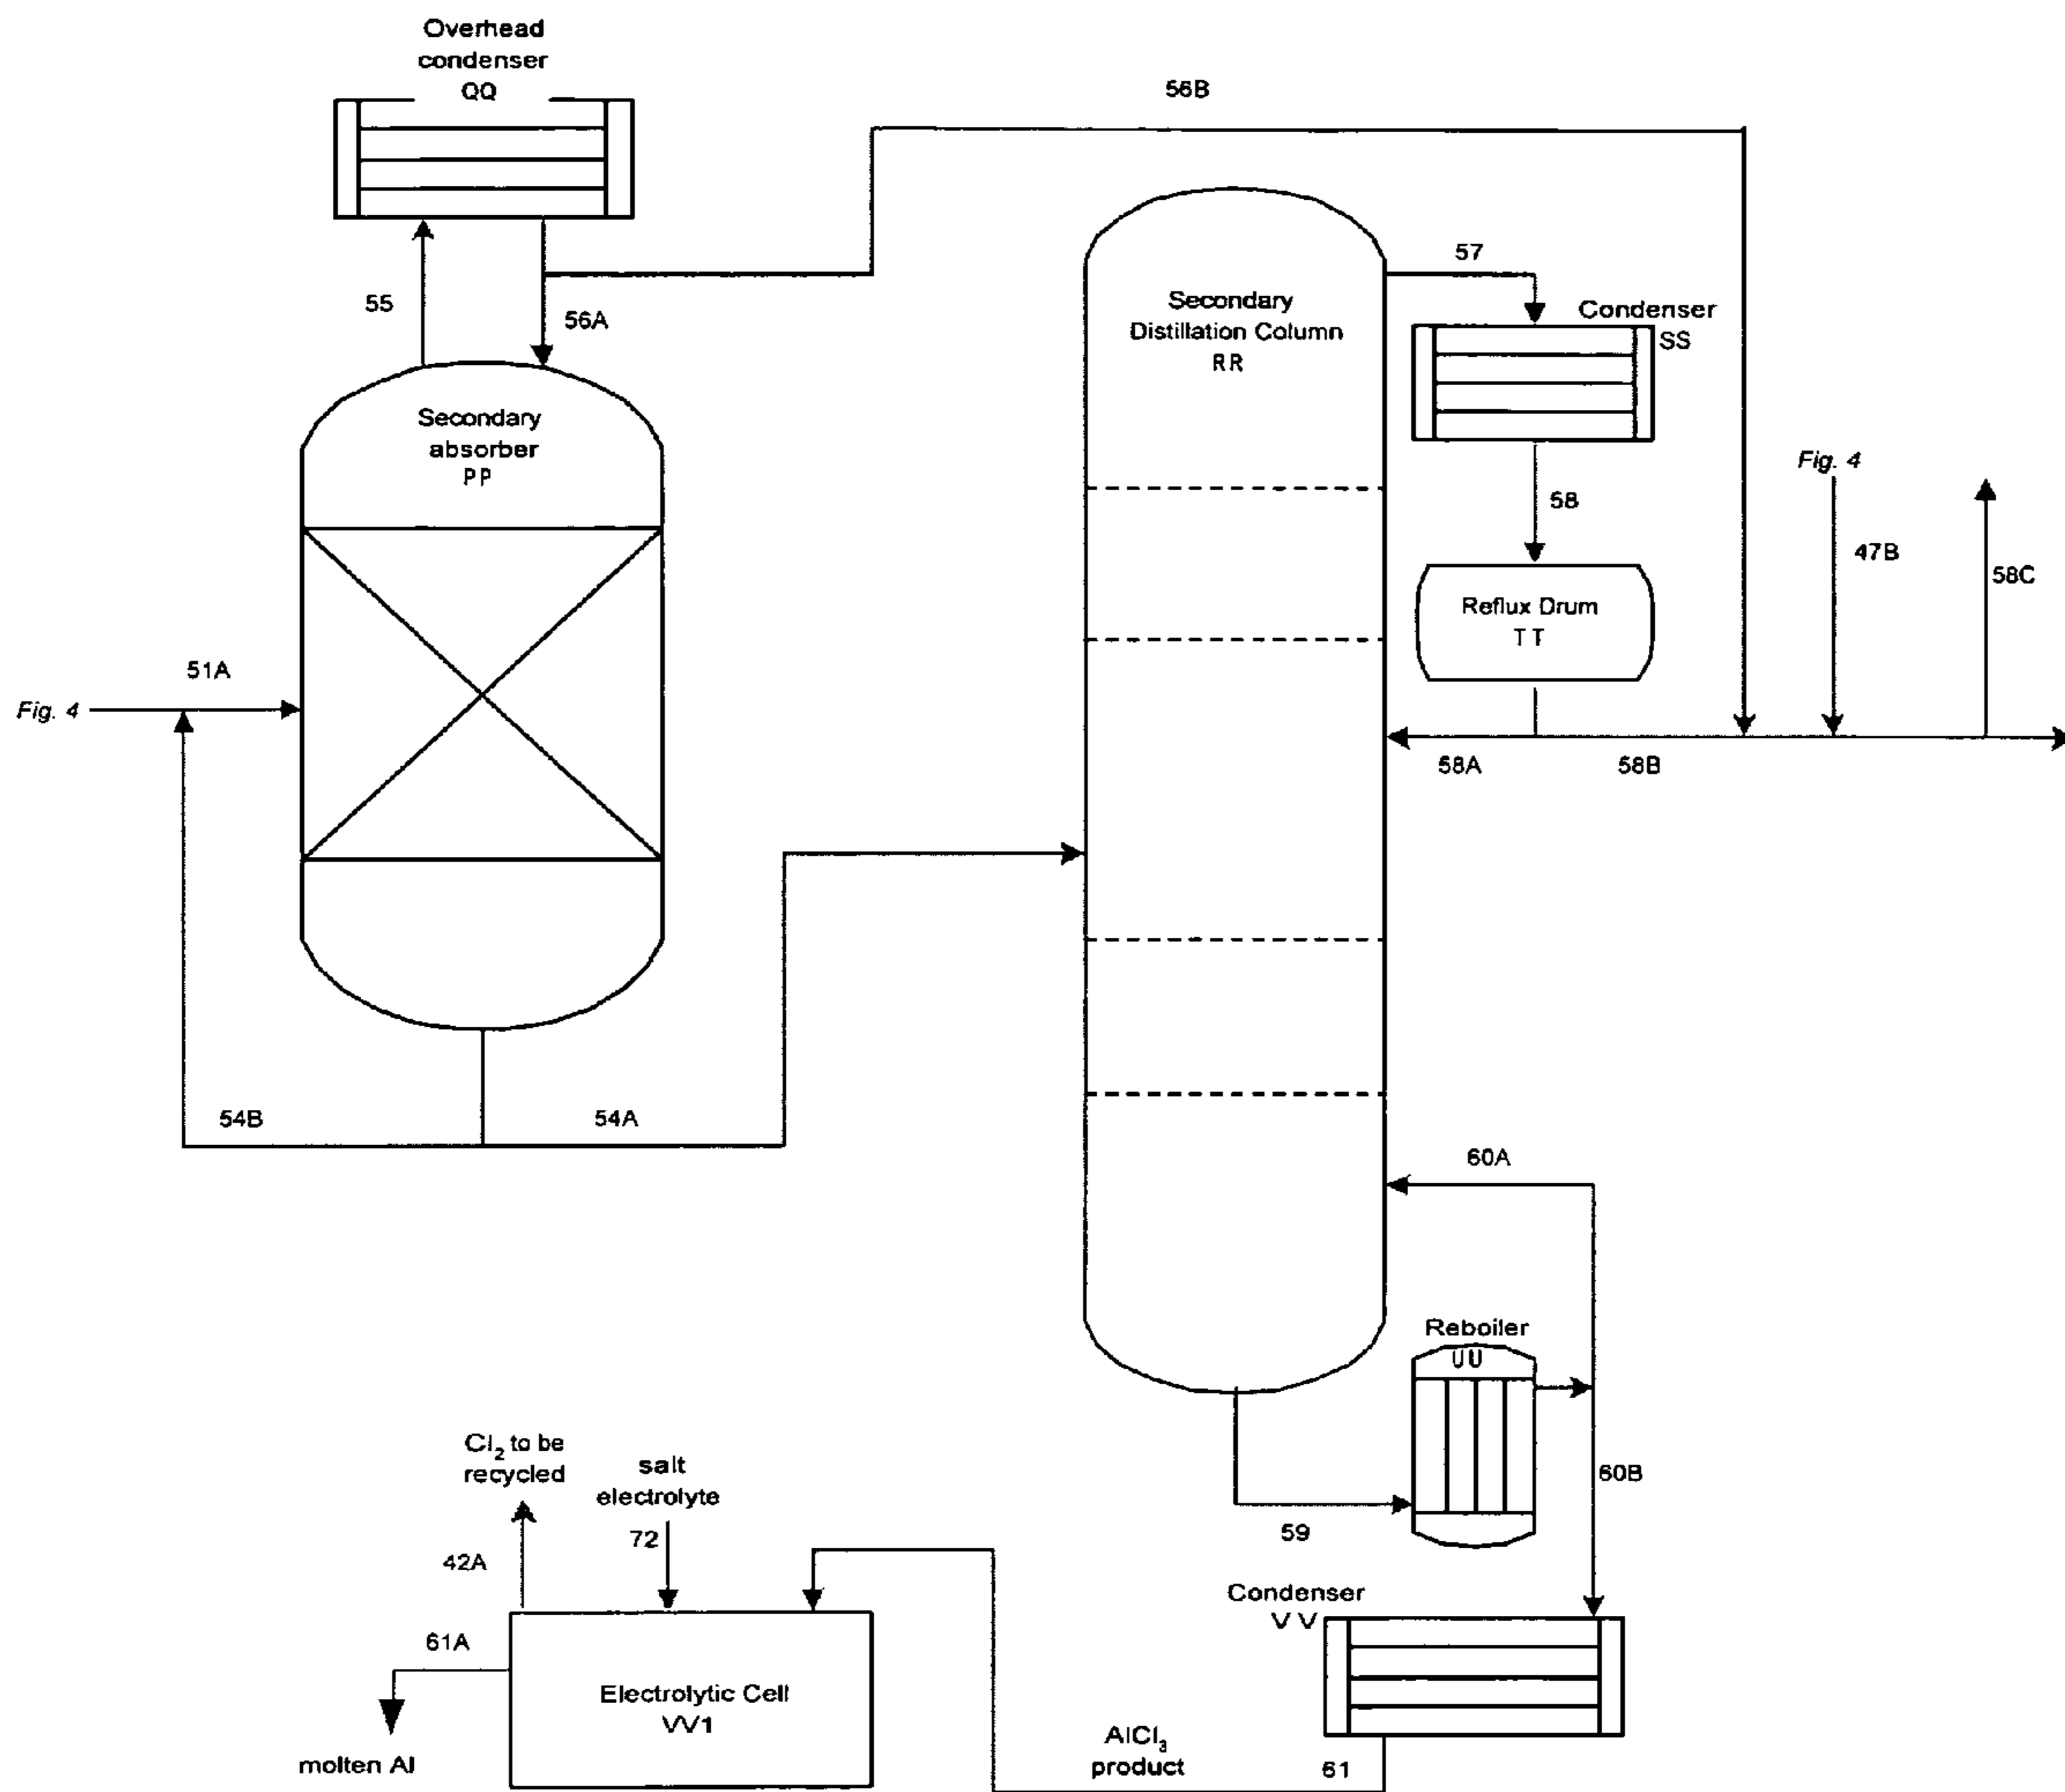 Overhead
condenser
QQ
56B
55
56A
57
Condenser
SS
Secondary
Distillation Column
RR
Secondary
absorber
PP
Fig. 4
58
47B
58C
Reflux Drum
TT
51A
Fig. 4
58A
58B
54B
54A
60A
Reboiler
UU
Cl₂ to be
recycled
salt
electrolyte
72
60B
59
42A
Condenser
VV
61A
Electrolytic Cell
VV1
molten Al
AlCl₃
product
61